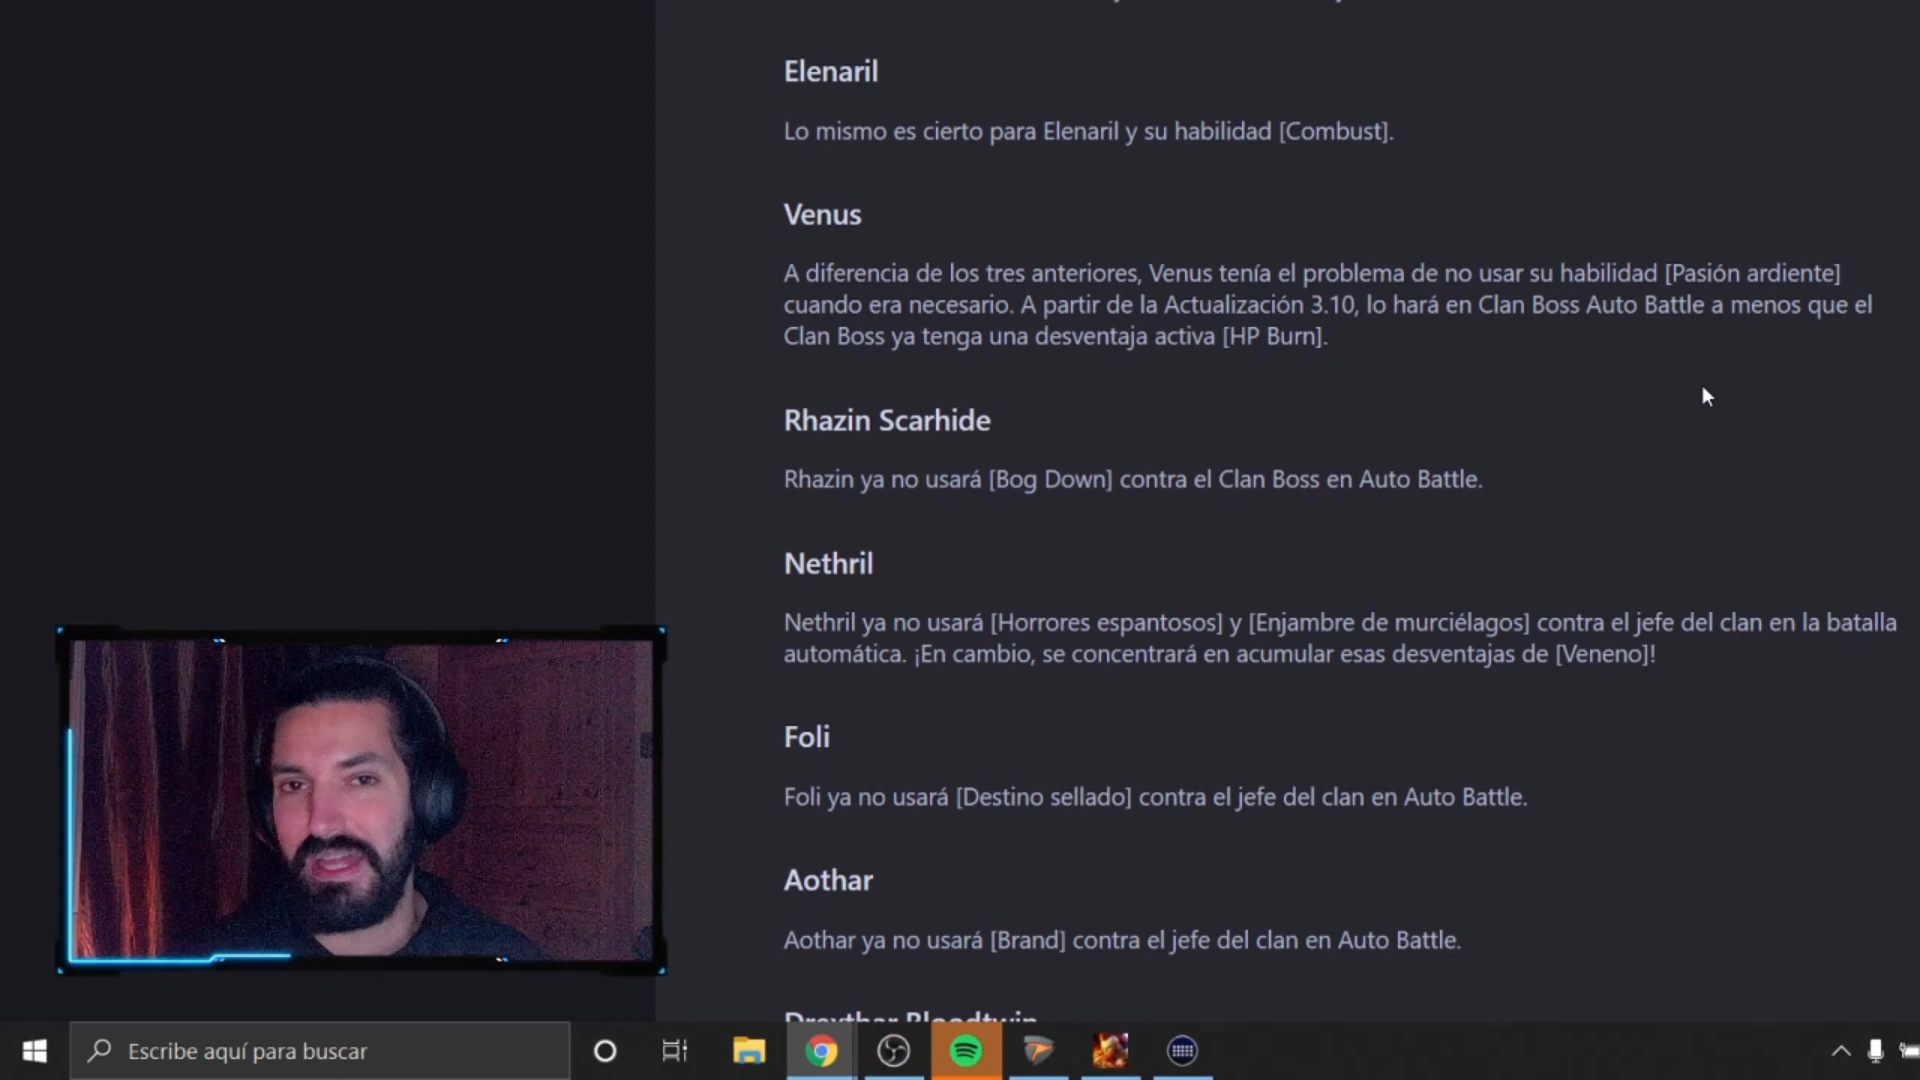 Elenaril
Lo mismo es cierto para Elenaril y su habilidad [Combust].
Venus
A diferencia de los tres anteriores, Venus tenía el problema de no usar su habilidad [Pasión ardiente]
cuando era necesario. A partir de la Actualización 3.10, lo hará en Clan Boss Auto Battle a menos que el
Clan Boss ya tenga una desventaja activa [HP Burn].
Rhazin Scarhide
Rhazin ya no usará [Bog Down] contra el Clan Boss en Auto Battle.
Nethril
Nethril ya no usará [Horrores espantosos] y [Enjambre de murciélagos] contra el jefe del clan en la batalla
automática. ¡En cambio, se concentrará en acumular esas desventajas de [Veneno]!
Foli
Foli ya no usará [Destino sellado] contra el jefe del clan en Auto Battle.
Aothar
Aothar ya no usará [Brand] contra el jefe del clan en Auto Battle.
Drexthar Bloodtwin
Escribe aquí para buscar